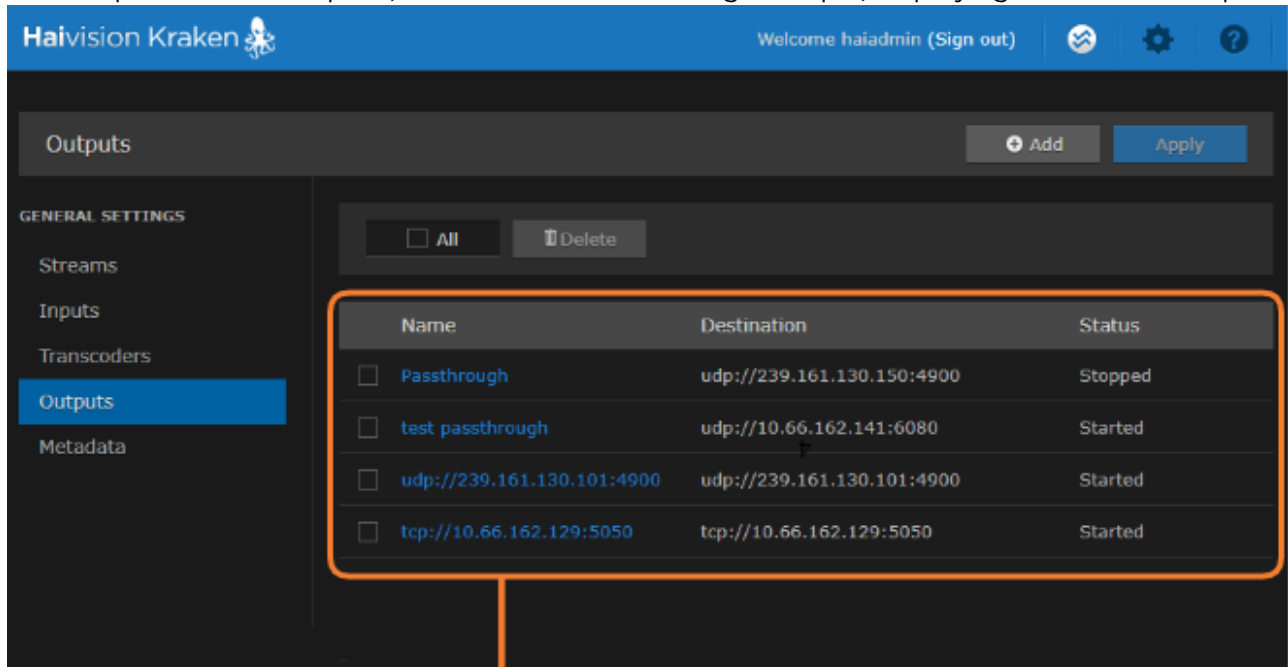 Haivision Kraken Welcome haiadmin (Sign out)
Outputs Add Apply
GENERAL SETTINGS
All Delete
Streams
Inputs
Transcoders
Outputs
Metadata
Name Destination Status
Passthrough udp://239.161.130.150:4900 Stopped
test passthrough udp://10.66.162.141:6080 Started
udp://239.161.130.101:4900 udp://239.161.130.101:4900 Started
tcp://10.66.162.129:5050 tcp://10.66.162.129:5050 Started